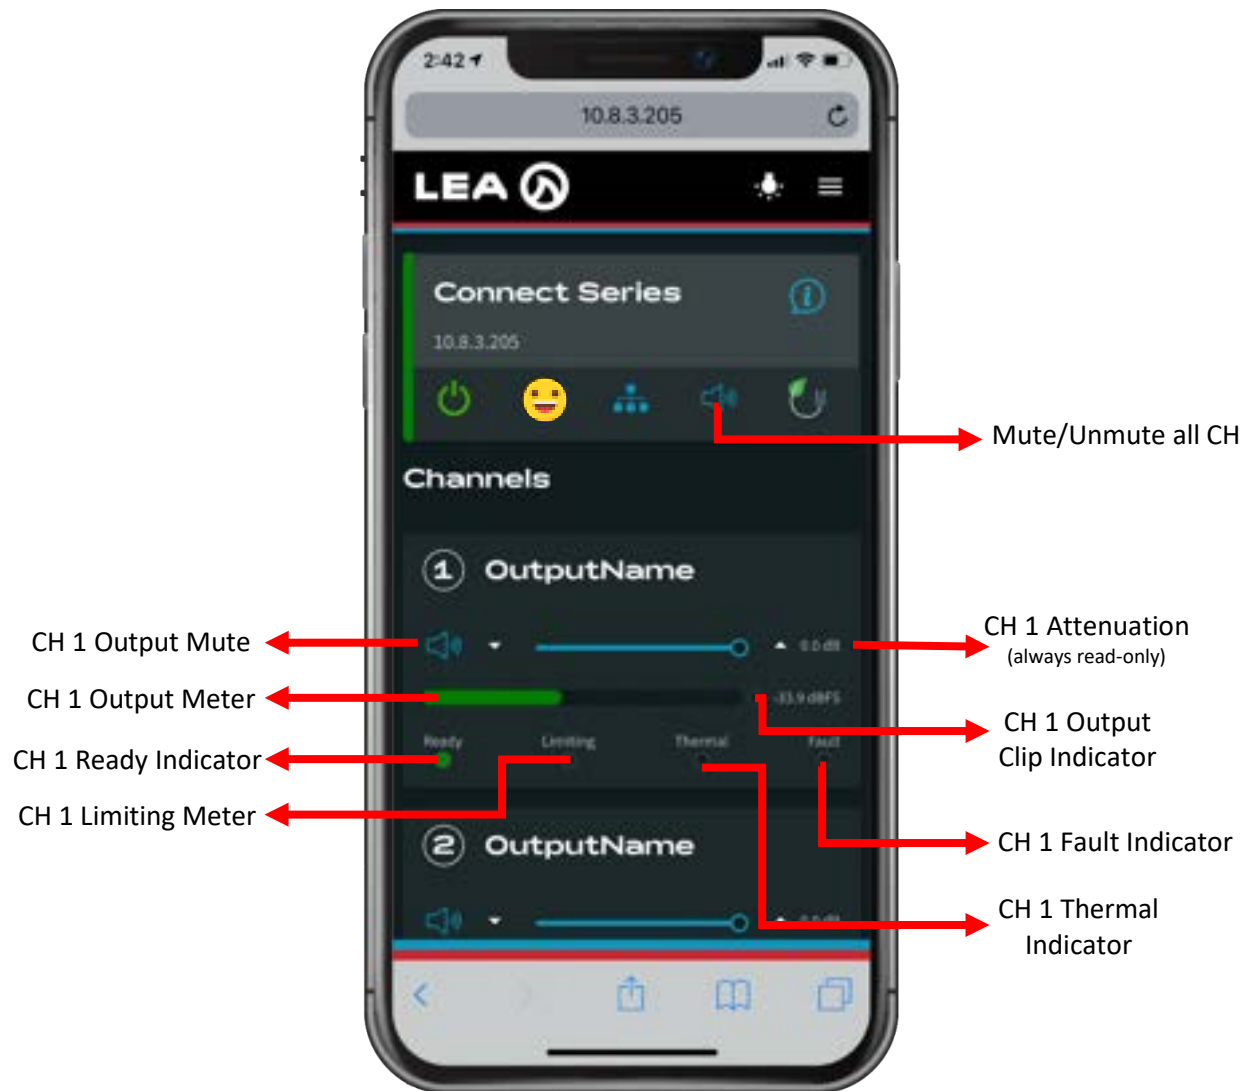 2:42
10.8.3.205
LEA
Connect Series
10.8.3.205
Mute/Unmute all CH
Channels
1 OutputName
CH 1 Output Mute
0.0 dB
CH 1 Attenuation
(always read-only)
CH 1 Output Meter
-33.9 dBFS
CH 1 Output
Clip Indicator
Ready Limiting Thermal Fault
CH 1 Ready Indicator
CH 1 Limiting Meter
2 OutputName
CH 1 Fault Indicator
0.0 dB
CH 1 Thermal
Indicator